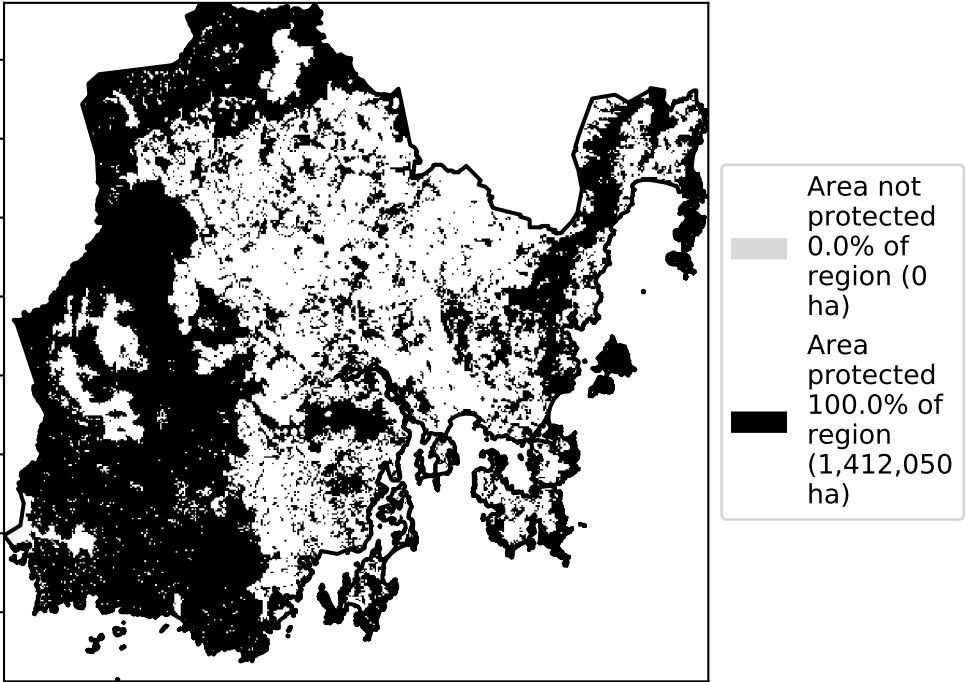 Area not
protected
0.0% of
region (0
ha)
Area
protected
100.0% of
region
(1,412,050
ha)